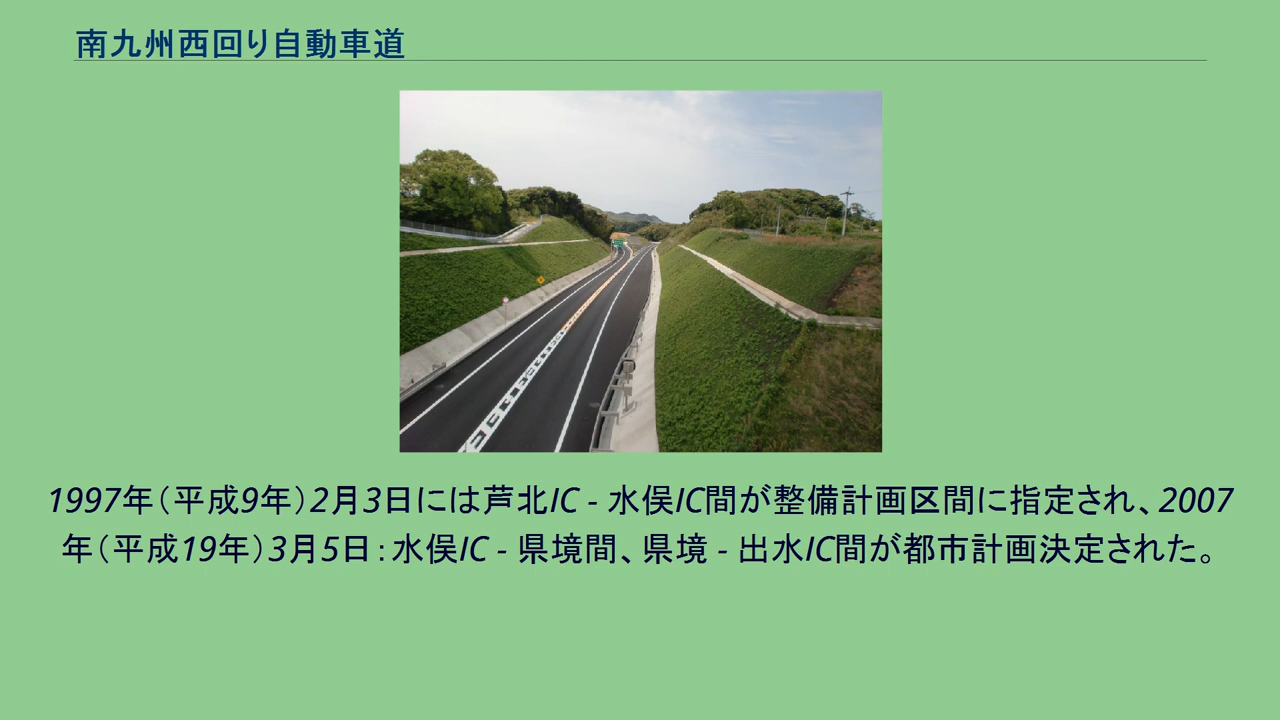 南九州西回り自動車道
1997年（平成9年）2月3日には芦北IC - 水俣IC間が整備計画区間に指定され、2007
年（平成19年）3月5日：水俣IC - 県境間、県境 - 出水IC間が都市計画決定された。